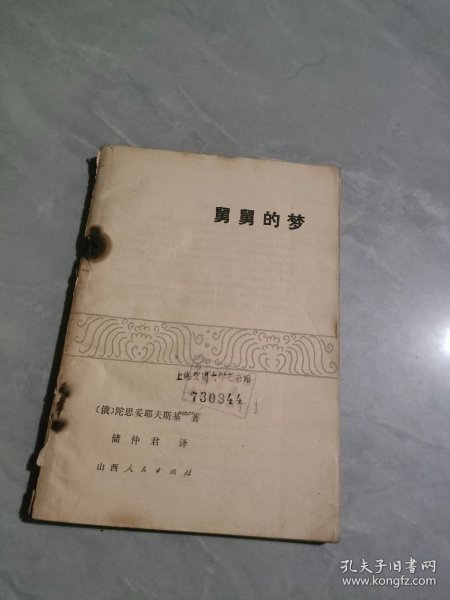 舅舅的梦
上海交通大学图书馆
730344
〔俄〕陀思妥耶夫斯基 著
储仲君 译
山西人民出版社
孔夫子旧书网
www.kongfz.com